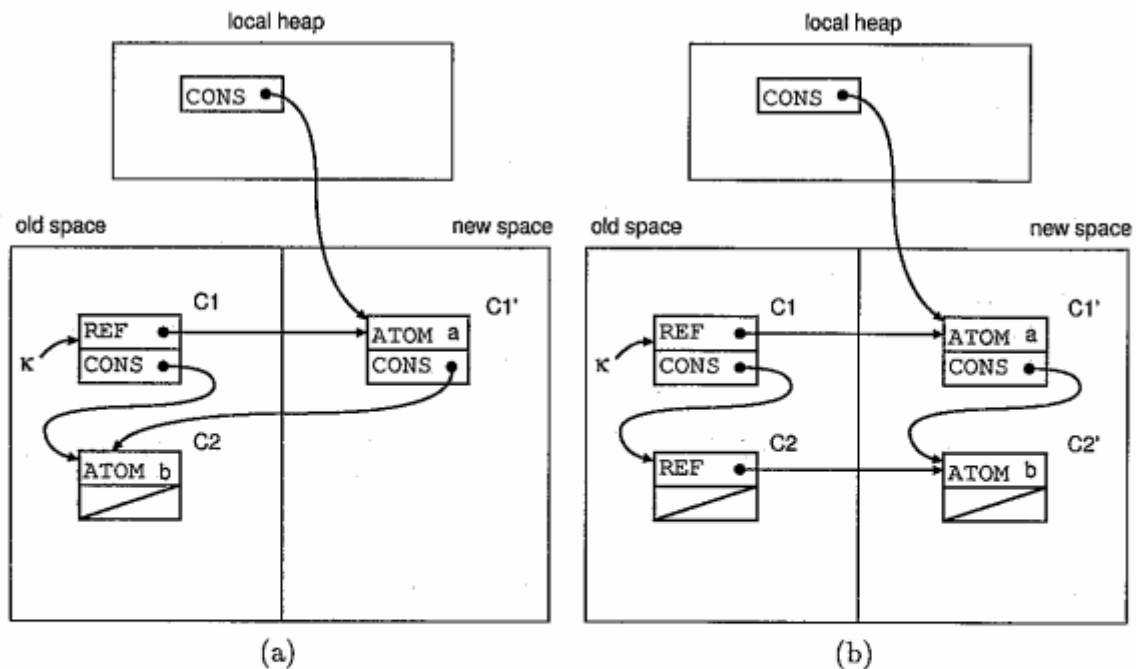 local heap
CONS
old space
new space
C1
C1'
REF
ATOM a
CONS
CONS
κ
C2
ATOM b
(a)
local heap
CONS
old space
new space
C1
C1'
REF
ATOM a
CONS
CONS
κ
C2
C2'
REF
ATOM b
(b)